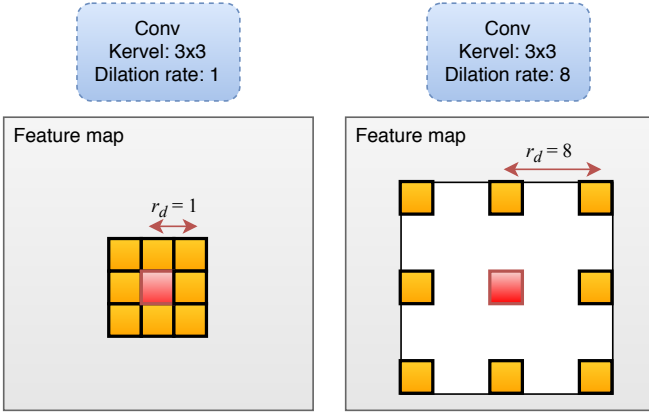 Conv
Kervel: 3x3
Dilation rate: 1
Conv
Kervel: 3x3
Dilation rate: 8
Feature map
r_d = 1
Feature map
r_d = 8